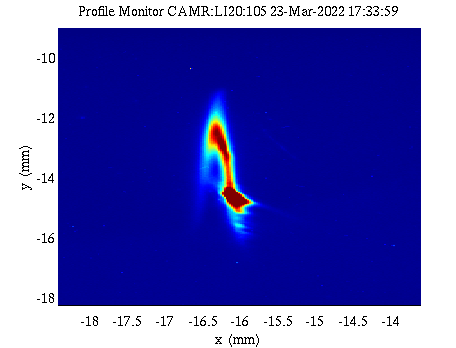 Profile Monitor CAMR:LI20:105 23-Mar-2022 17:33:59
-10
-12
-14
-16
-18
y (mm)
-18 -17.5 -17 -16.5 -16 -15.5 -15 -14.5 -14
x (mm)